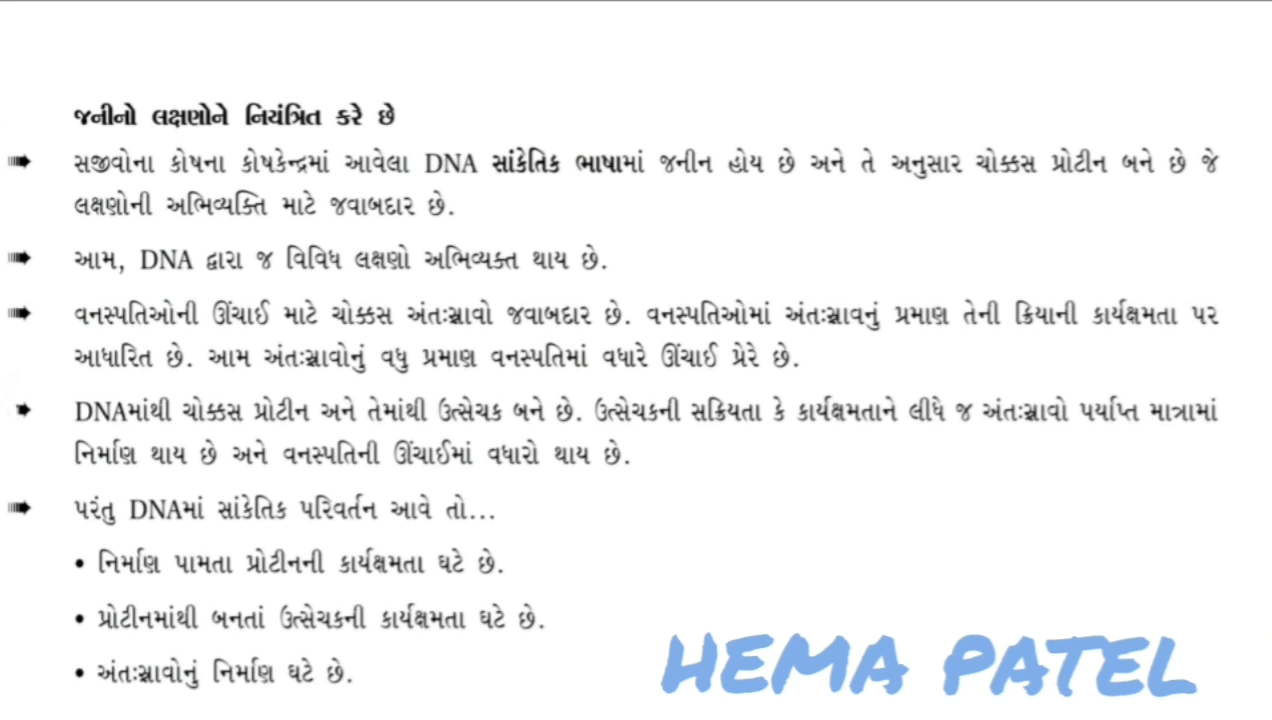 જનીનો લક્ષણોને નિયંત્રિત કરે છે
સજીવોના કોષના કોષકેન્દ્રમાં આવેલા DNA સાંકેતિક ભાષામાં જનીન હોય છે અને તે અનુસાર ચોક્કસ પ્રોટીન બને છે જે
લક્ષણોની અભિવ્યક્તિ માટે જવાબદાર છે.
આમ, DNA દ્વારા જ વિવિધ લક્ષણો અભિવ્યક્ત થાય છે.
વનસ્પતિઓની ઊંચાઈ માટે ચોક્કસ અંતઃસ્રાવો જવાબદાર છે. વનસ્પતિઓમાં અંતઃસ્રાવનું પ્રમાણ તેની ક્રિયાની કાર્યક્ષમતા પર
આધારિત છે. આમ અંતઃસ્રાવોનું વધુ પ્રમાણ વનસ્પતિમાં વધારે ઊંચાઈ પ્રેરે છે.
DNAમાંથી ચોક્કસ પ્રોટીન અને તેમાંથી ઉત્સેચક બને છે. ઉત્સેચકની સક્રિયતા કે કાર્યક્ષમતાને લીધે જ અંતઃસ્રાવો પર્યાપ્ત માત્રામાં
નિર્માણ થાય છે અને વનસ્પતિની ઊંચાઈમાં વધારો થાય છે.
પરંતુ DNAમાં સાંકેતિક પરિવર્તન આવે તો...
• નિર્માણ પામતા પ્રોટીનની કાર્યક્ષમતા ઘટે છે.
• પ્રોટીનમાંથી બનતાં ઉત્સેચકની કાર્યક્ષમતા ઘટે છે.
• અંતઃસ્રાવોનું નિર્માણ ઘટે છે.
HEMA PATEL